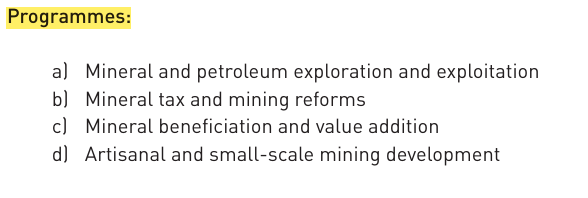 Programmes:
a) Mineral and petroleum exploration and exploitation
b) Mineral tax and mining reforms
c) Mineral beneficiation and value addition
d) Artisanal and small-scale mining development